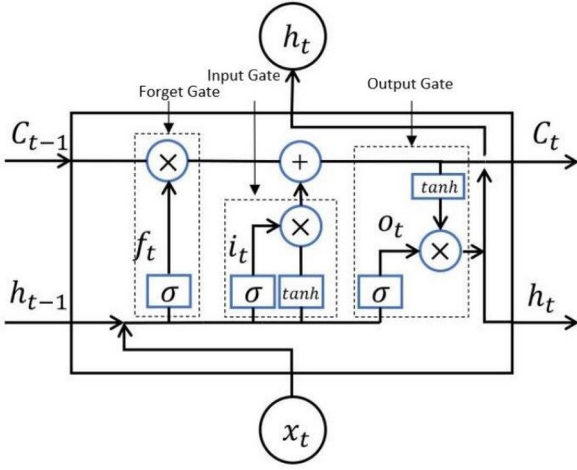 h_t
Input Gate
Output Gate
Forget Gate
C_{t-1}
C_t
×
+
tanh
×
f_t
i_t
o_t
×
σ
σ
tanh
σ
h_{t-1}
h_t
x_t